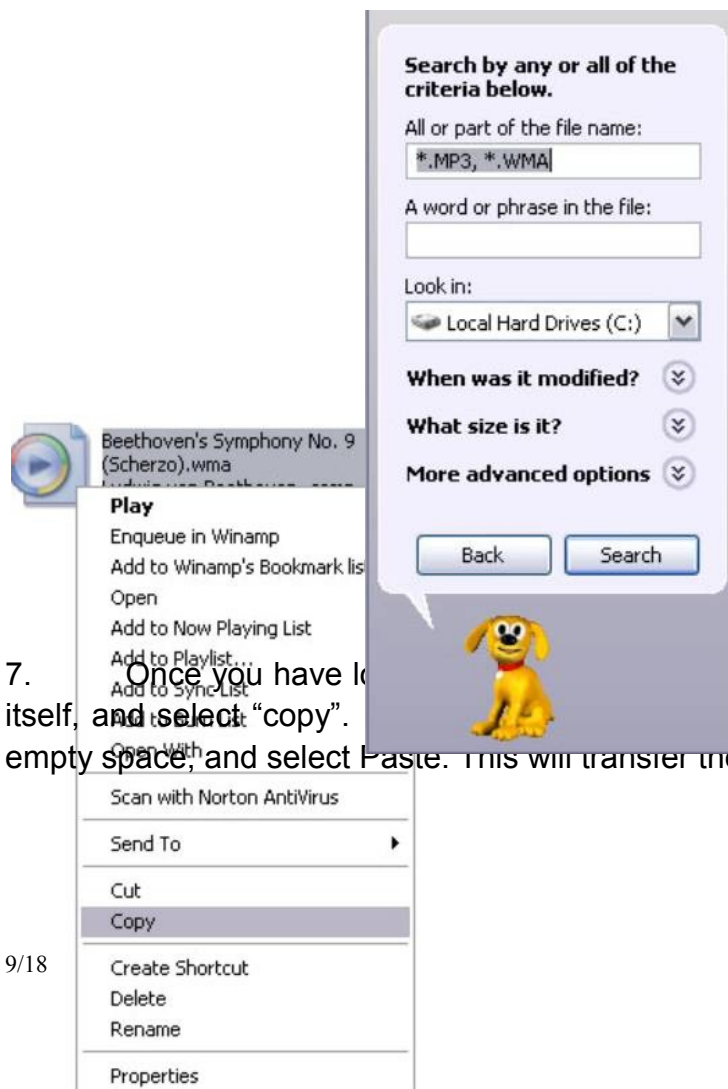 Search by any or all of the
criteria below.
All or part of the file name:
*.MP3, *.WMA
A word or phrase in the file:
Look in:
Local Hard Drives (C:)
When was it modified?
What size is it?
More advanced options
Back
Search
Beethoven's Symphony No. 9
(Scherzo).wma
Play
Enqueue in Winamp
Add to Winamp's Bookmark lis
Open
Add to Now Playing List
Add to Playlist...
Add to Sync List
Add to Burn List
Open With
Scan with Norton AntiVirus
Send To
Cut
Copy
Create Shortcut
Delete
Rename
Properties
7. Once you have lo
itself, and select “copy”.
empty space, and select Paste. This will transfer the
9/18